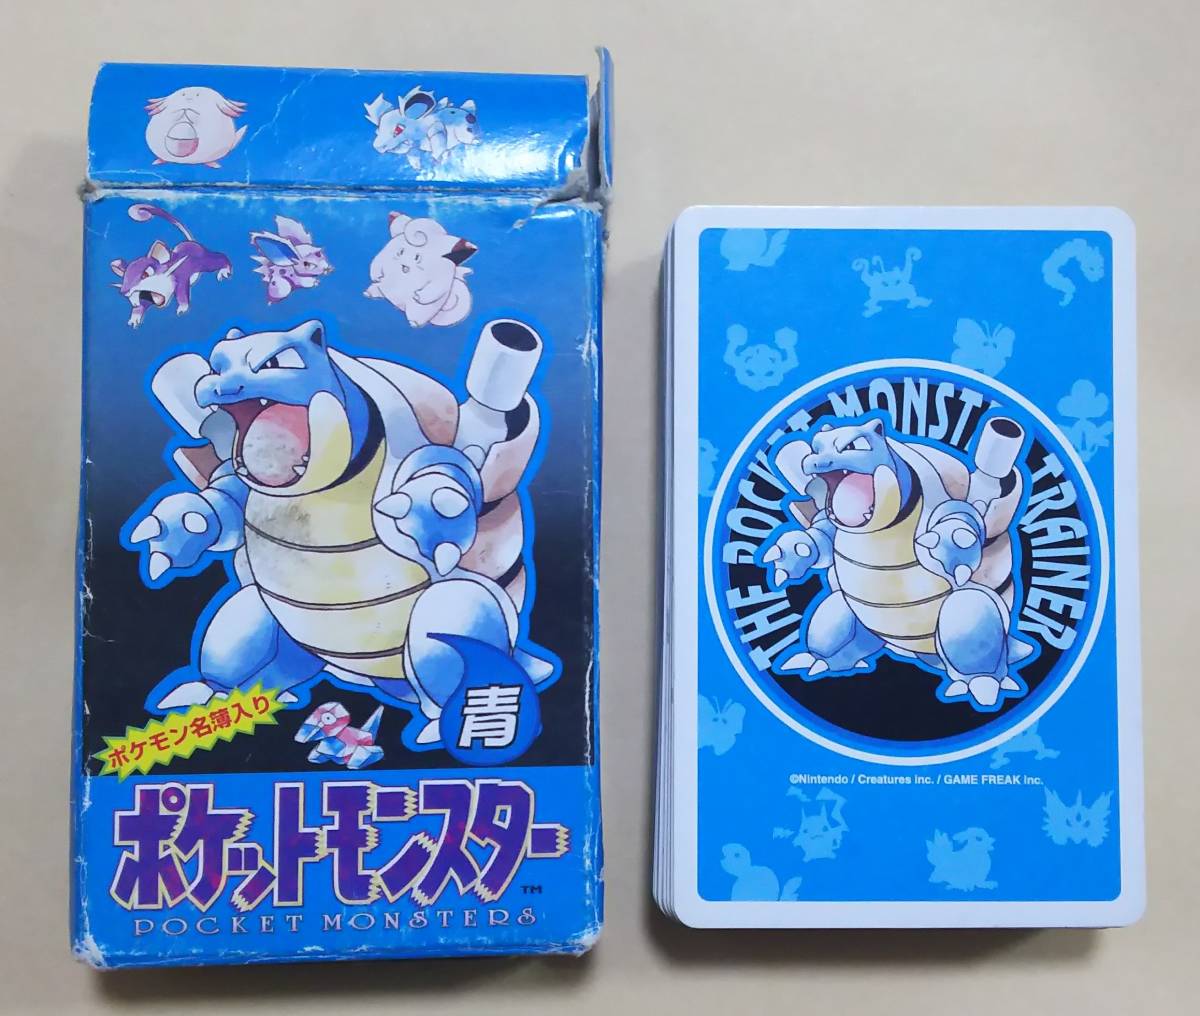 青
ポケモン名簿入り
ポケットモンスター™
POCKET MONSTERS
THE POCKET MONSTER TRAINER
©Nintendo / Creatures inc. / GAME FREAK inc.